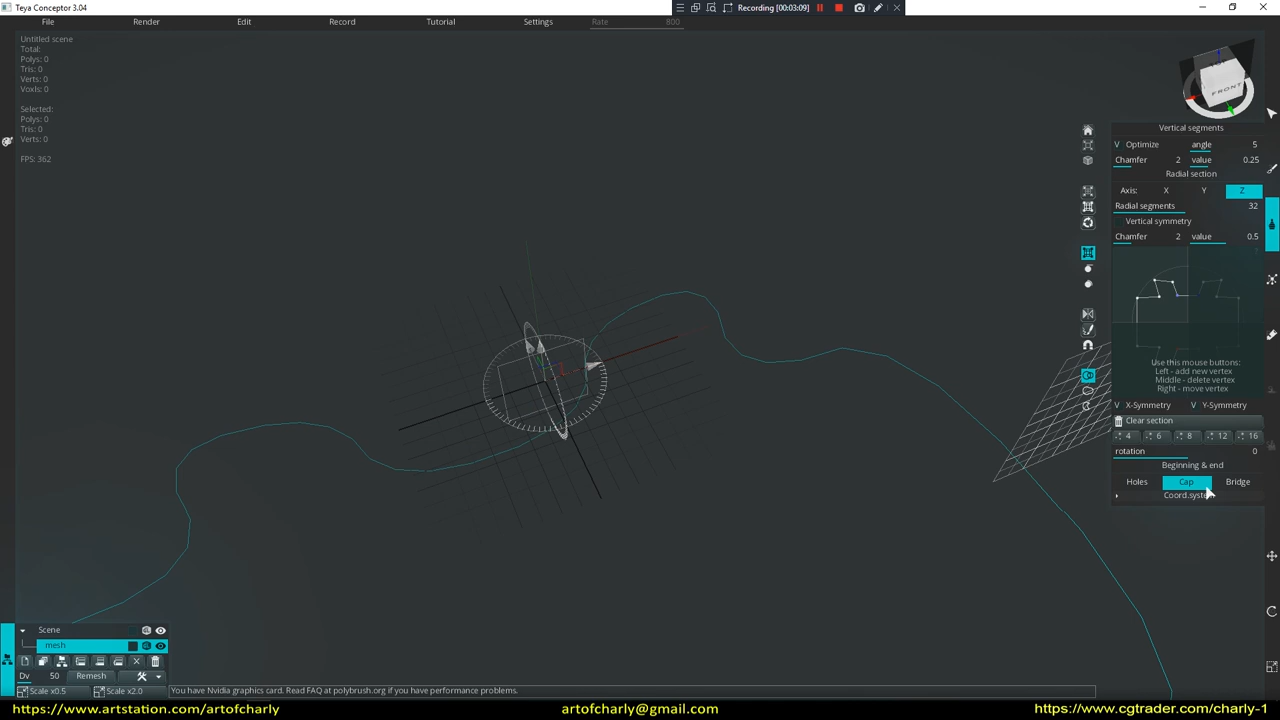 Teya Conceptor 3.04
Recording [00:03:09]
File Render Edit Record Tutorial Settings Rate 800
Untitled scene
Total:
Polys: 0
Tris: 0
Verts: 0
Voxls: 0
Selected:
Polys: 0
Tris: 0
Verts: 0
FPS: 362
FRONT
Vertical segments
V Optimize angle 5
Chamfer 2 value 0.25
Radial section
Axis: X Y Z
Radial segments 32
Vertical symmetry
Chamfer 2 value 0.5
?
Use this mouse buttons:
Left - add new vertex
Middle - delete vertex
Right - move vertex
V X-Symmetry V Y-Symmetry
Clear section
4 6 8 12 16
rotation 0
Beginning & end
Holes Cap Bridge
Coord.syste
Scene
mesh
Dv 50 Remesh
Scale x0.5 Scale x2.0 You have Nvidia graphics card. Read FAQ at polybrush.org if you have performance problems.
https://www.artstation.com/artofcharly artofcharly@gmail.com https://www.cgtrader.com/charly-1